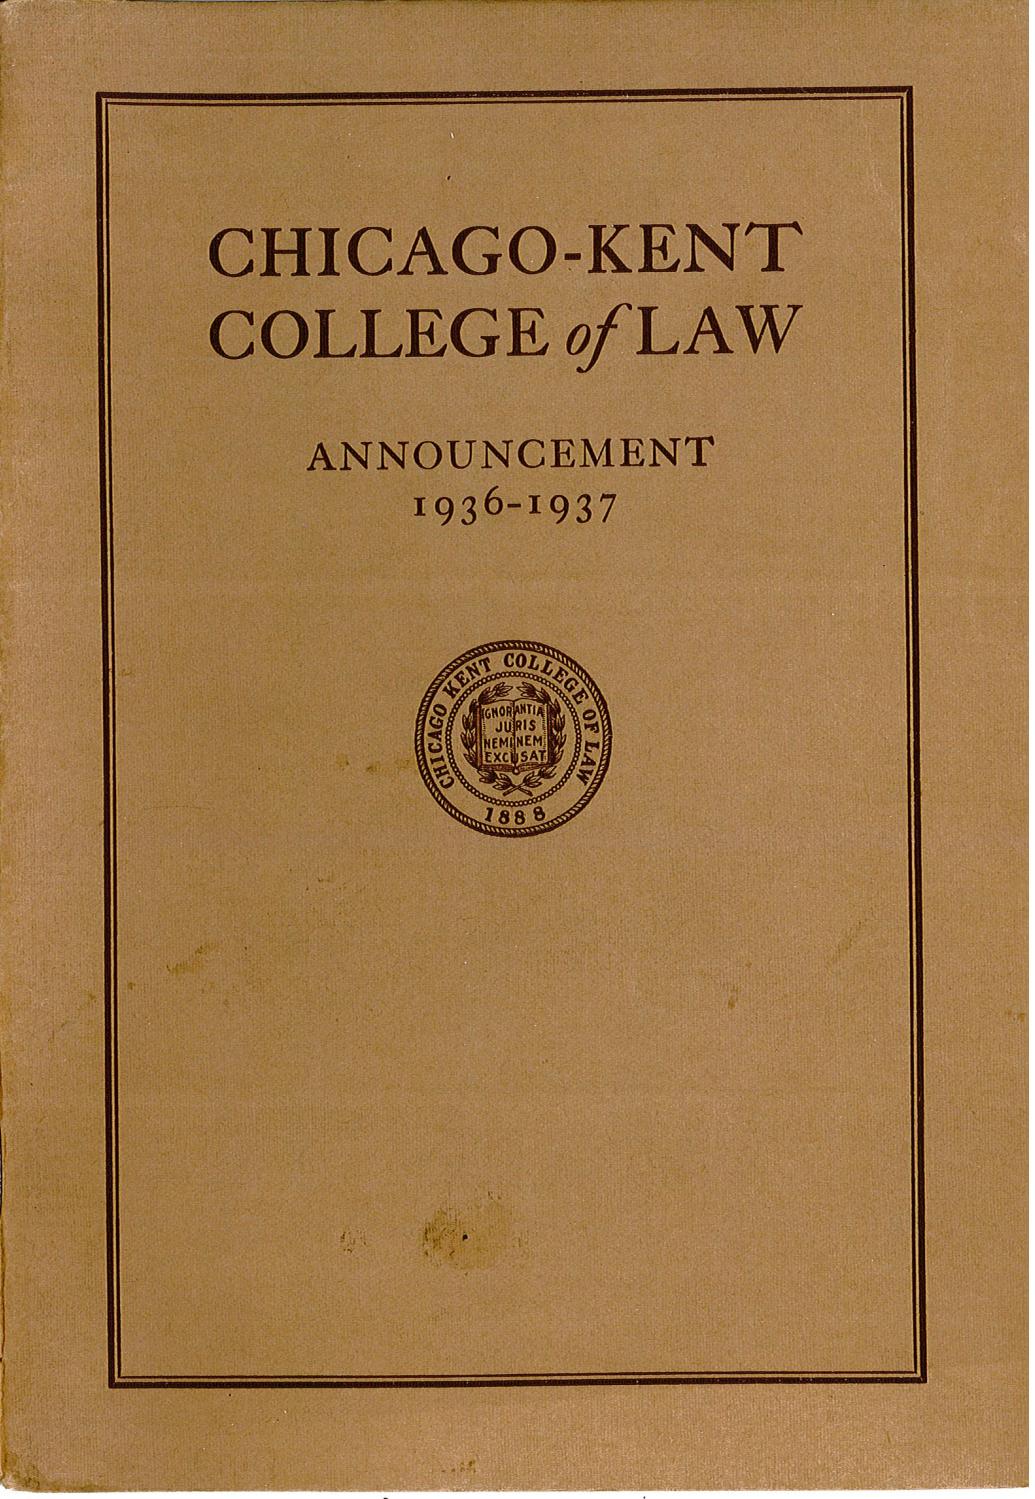 CHICAGO-KENT
COLLEGE of LAW
ANNOUNCEMENT
1936-1937
CHICAGO KENT COLLEGE OF LAW
IGNORANTIA
JURIS
NEMINEM
EXCUSAT
1888